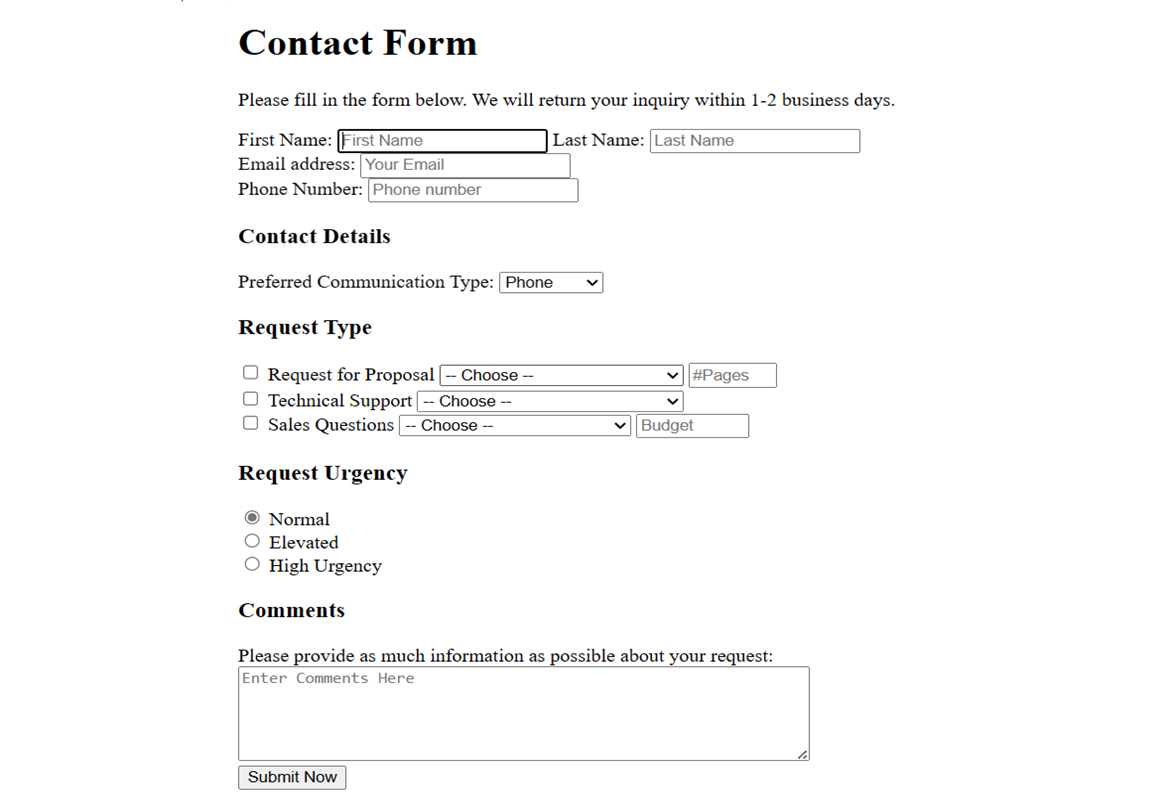 Contact Form
Please fill in the form below. We will return your inquiry within 1-2 business days.
First Name: First Name Last Name: Last Name
Email address: Your Email
Phone Number: Phone number
Contact Details
Preferred Communication Type: Phone
Request Type
Request for Proposal -- Choose -- #Pages
Technical Support -- Choose --
Sales Questions -- Choose -- Budget
Request Urgency
Normal
Elevated
High Urgency
Comments
Please provide as much information as possible about your request:
Enter Comments Here
Submit Now